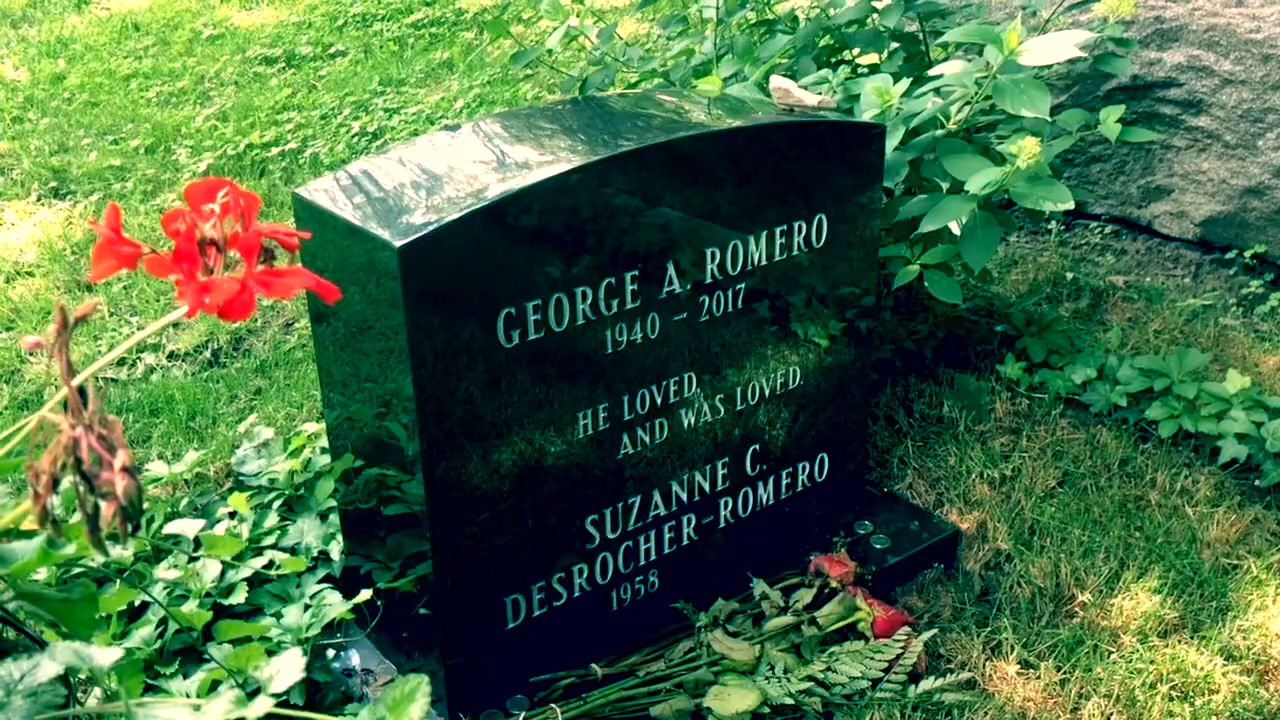 GEORGE A. ROMERO
1940 - 2017
HE LOVED,
AND WAS LOVED.
SUZANNE C.
DESROCHER-ROMERO
1958